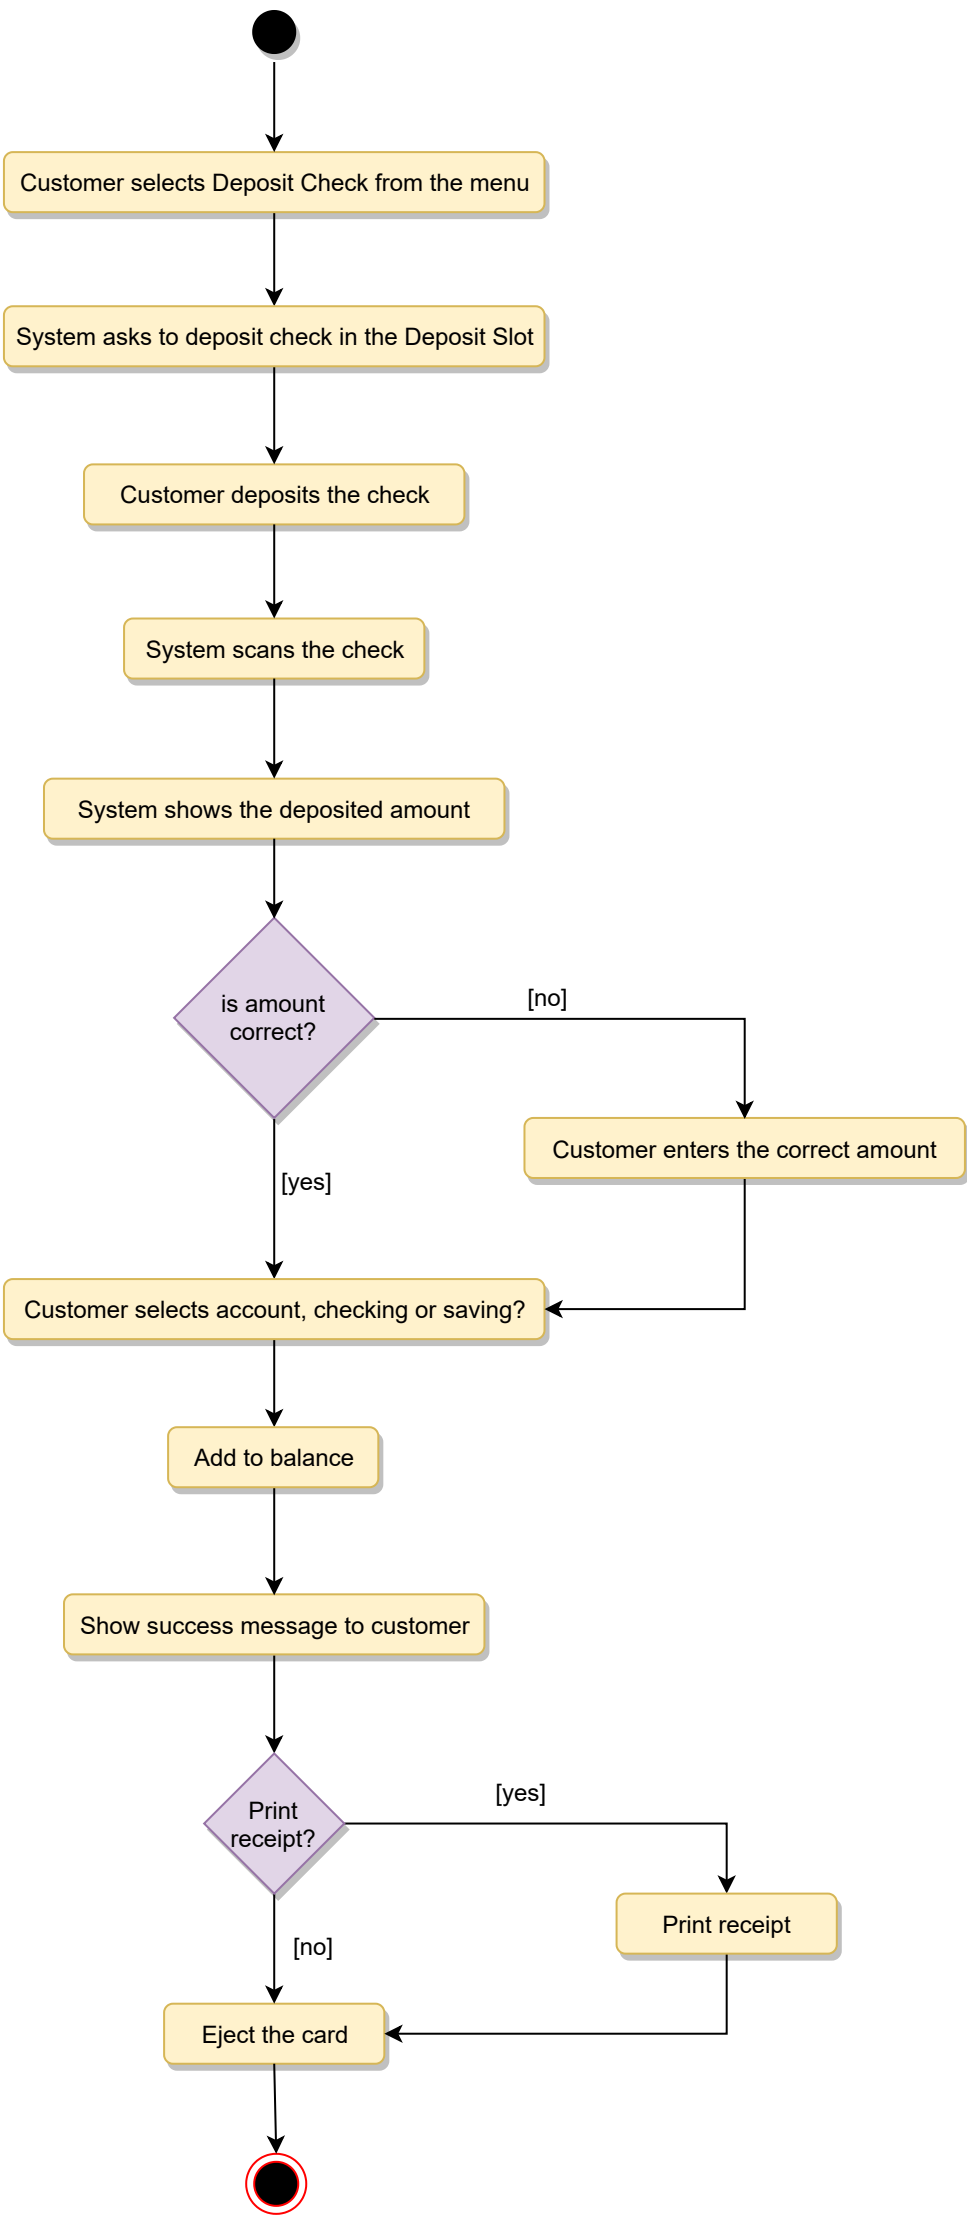 Customer selects Deposit Check from the menu
System asks to deposit check in the Deposit Slot
Customer deposits the check
System scans the check
System shows the deposited amount
is amount
correct?
[no]
Customer enters the correct amount
[yes]
Customer selects account, checking or saving?
Add to balance
Show success message to customer
Print
receipt?
[yes]
Print receipt
[no]
Eject the card